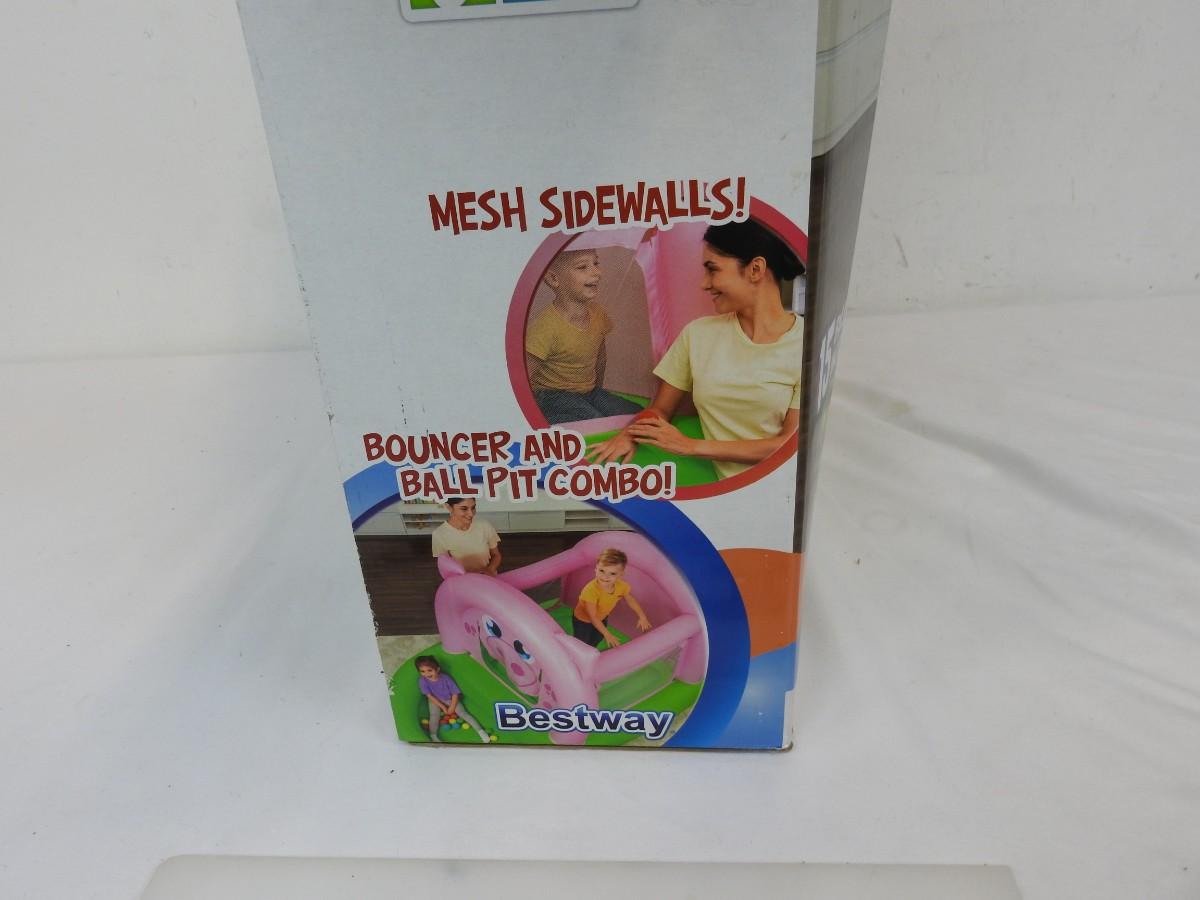 MESH SIDEWALLS!
BOUNCER AND
BALL PIT COMBO!
Bestway